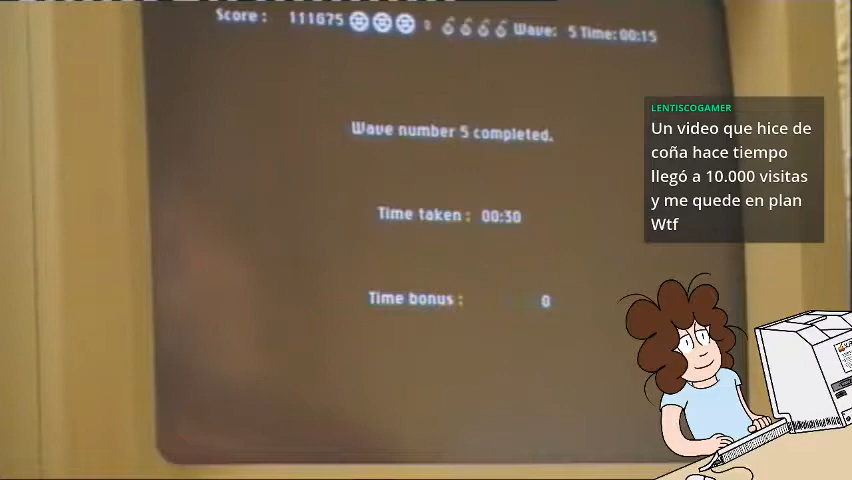 Score : 111675 Wave: 5 Time: 00:15
LENTISCOGAMER
Un video que hice de
coña hace tiempo
llegó a 10.000 visitas
y me quede en plan
Wtf
Wave number 5 completed.
Time taken : 00:30
Time bonus : 0